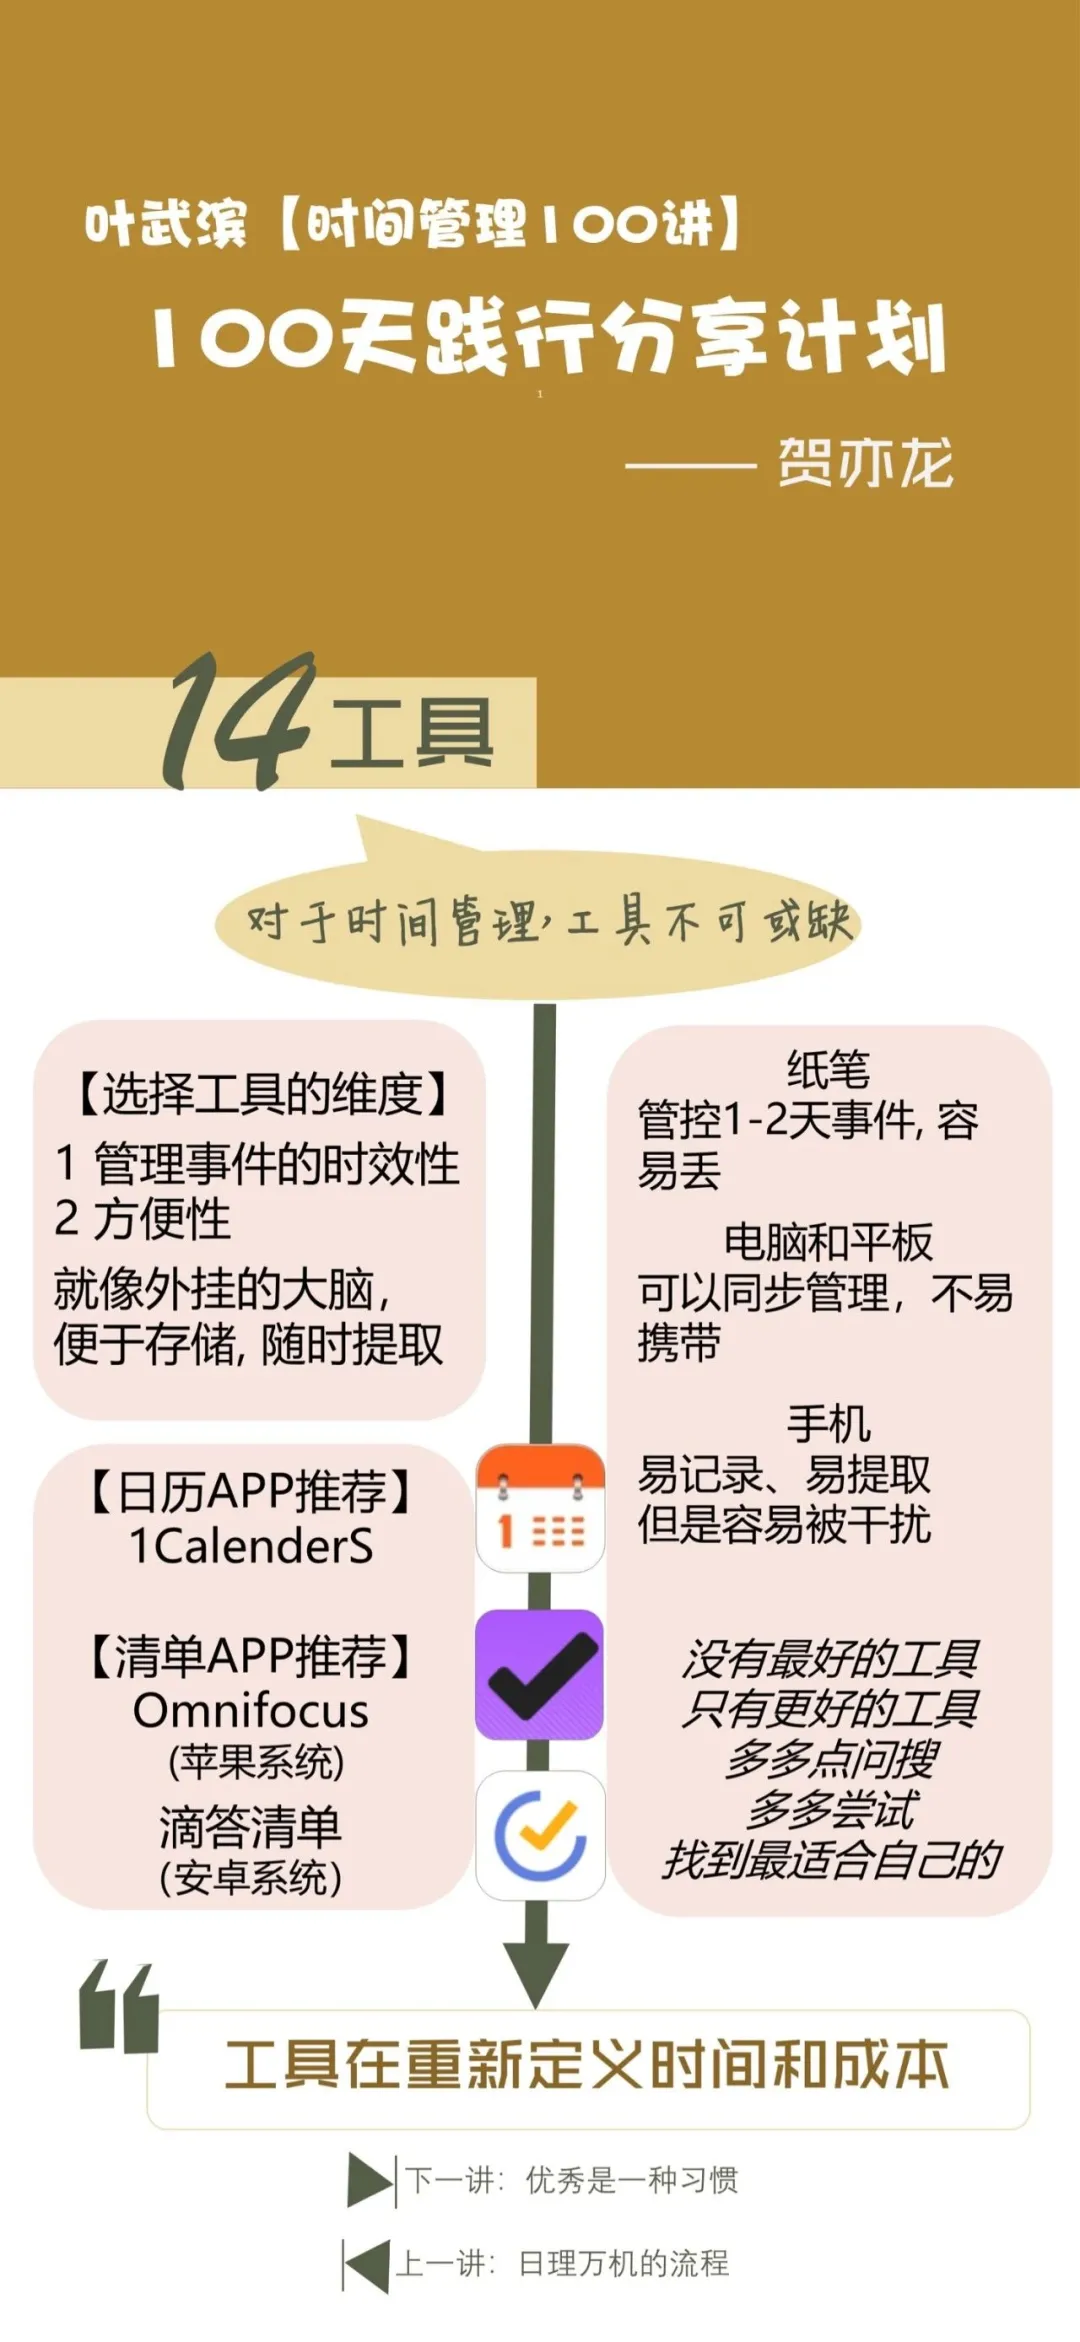 叶武滨【时间管理100讲】
100天践行分享计划
1
—— 贺亦龙
14工具
对于时间管理,工具不可或缺
【选择工具的维度】
1 管理事件的时效性
2 方便性
就像外挂的大脑，
便于存储, 随时提取
纸笔
管控1-2天事件, 容
易丢
电脑和平板
可以同步管理，不易
携带
手机
易记录、易提取
但是容易被干扰
没有最好的工具
只有更好的工具
多多点问搜
多多尝试
找到最适合自己的
【日历APP推荐】
1CalenderS
1
【清单APP推荐】
Omnifocus
(苹果系统)
滴答清单
（安卓系统）
“
工具在重新定义时间和成本
下一讲：优秀是一种习惯
上一讲：日理万机的流程